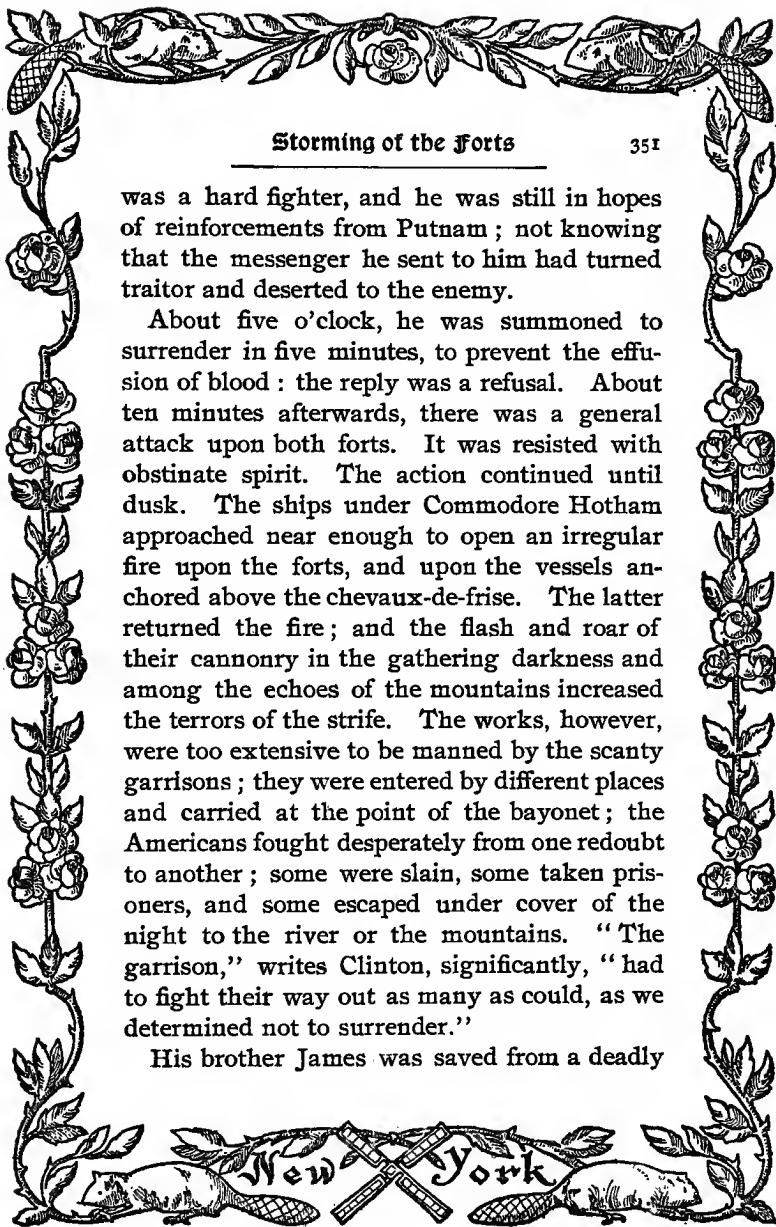 Storming of the Forts 351
was a hard fighter, and he was still in hopes
of reinforcements from Putnam ; not knowing
that the messenger he sent to him had turned
traitor and deserted to the enemy.
About five o'clock, he was summoned to
surrender in five minutes, to prevent the effu-
sion of blood : the reply was a refusal. About
ten minutes afterwards, there was a general
attack upon both forts. It was resisted with
obstinate spirit. The action continued until
dusk. The ships under Commodore Hotham
approached near enough to open an irregular
fire upon the forts, and upon the vessels an-
chored above the chevaux-de-frise. The latter
returned the fire ; and the flash and roar of
their cannonry in the gathering darkness and
among the echoes of the mountains increased
the terrors of the strife. The works, however,
were too extensive to be manned by the scanty
garrisons ; they were entered by different places
and carried at the point of the bayonet ; the
Americans fought desperately from one redoubt
to another ; some were slain, some taken pris-
oners, and some escaped under cover of the
night to the river or the mountains. "The
garrison," writes Clinton, significantly, "had
to fight their way out as many as could, as we
determined not to surrender."
His brother James was saved from a deadly
New York